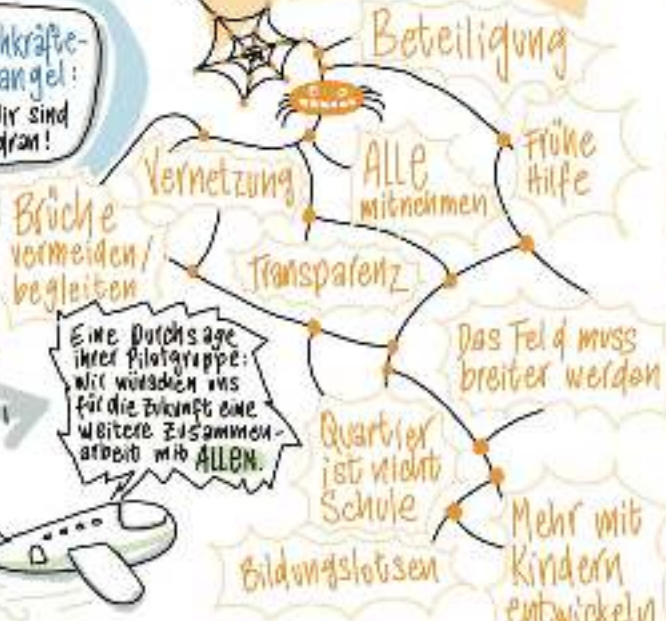 hkräfte-
angel:
ir sind
dran!
Beteiligung
Frühe
Hilfe
Vernetzung
ALLE
mitnehmen
Brüche
vermeiden/
begleiten
Transparenz
Eine Durchsage
ihrer Pilotgruppe:
wir wünschen uns
für die Zukunft eine
weitere Zusammen-
arbeit mit ALLEN.
Das Feld muss
breiter werden
Quartier
ist nicht
Schule
Bildungslotsen
Mehr mit
Kindern
entwickeln